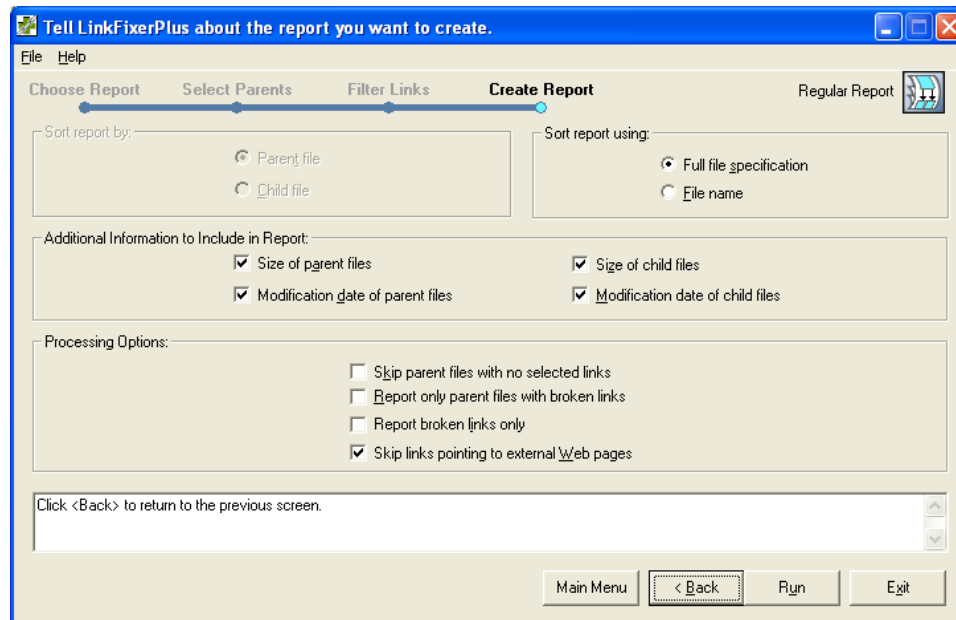 Tell LinkFixerPlus about the report you want to create.
File Help
Choose Report Select Parents Filter Links Create Report Regular Report
Sort report by:
Parent file
Child file
Sort report using:
Full file specification
File name
Additional Information to Include in Report:
Size of parent files
Size of child files
Modification date of parent files
Modification date of child files
Processing Options:
Skip parent files with no selected links
Report only parent files with broken links
Report broken links only
Skip links pointing to external Web pages
Click <Back> to return to the previous screen.
Main Menu < Back Run Exit